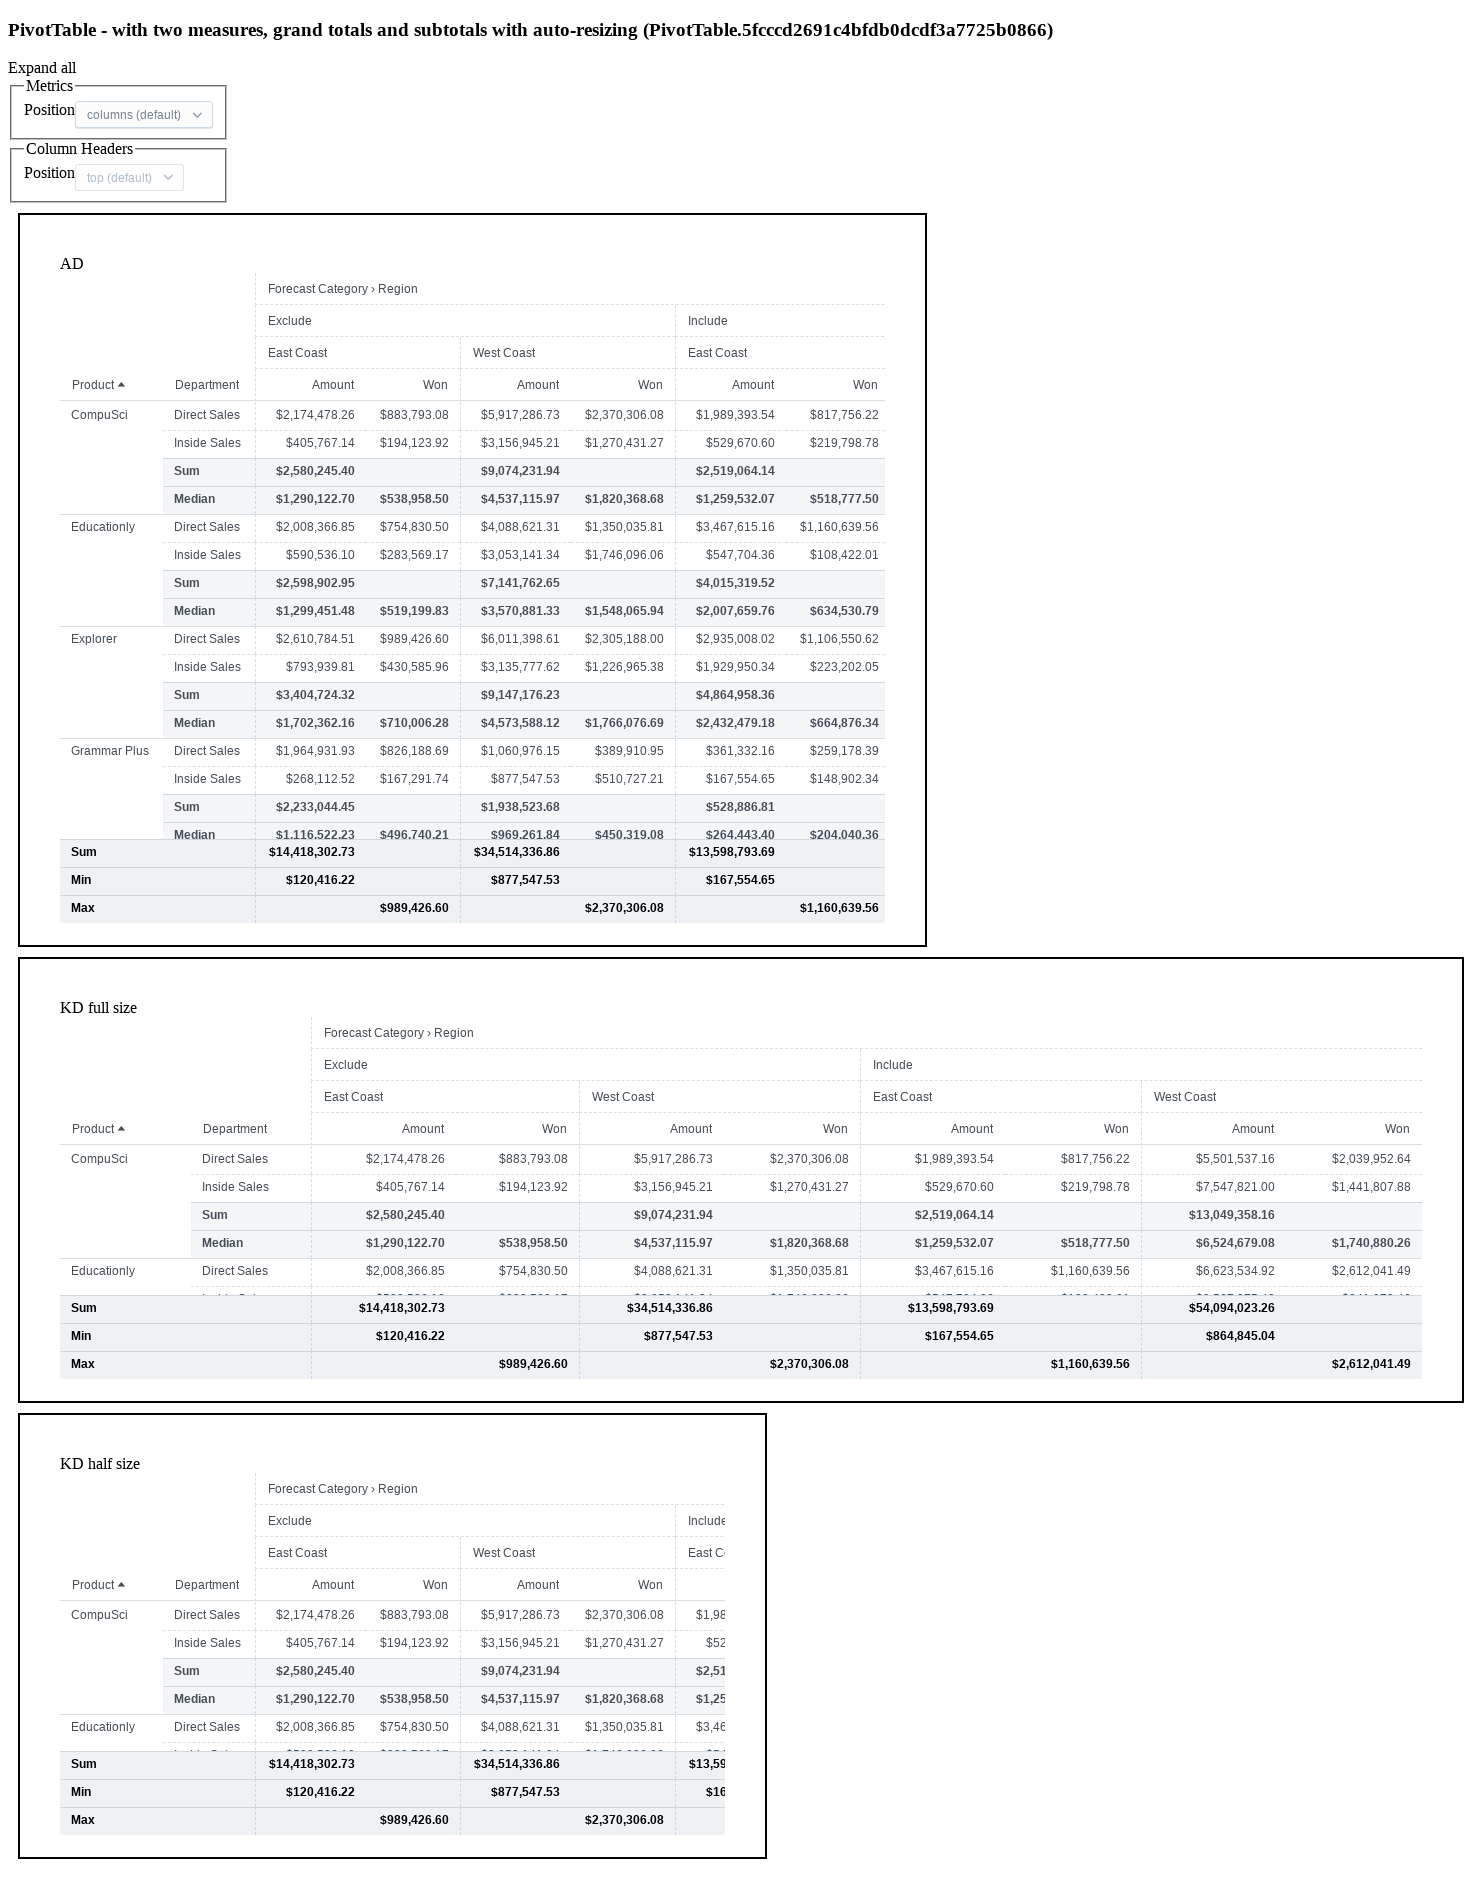 PivotTable - with two measures, grand totals and subtotals with auto-resizing (PivotTable.5fcccd2691c4bfdb0dcdf3a7725b0866)
Expand all
Metrics
Position columns (default)
Column Headers
Position top (default)
AD
Forecast Category › Region
Exclude Include
East Coast West Coast East Coast
Product Department Amount Won Amount Won Amount Won
CompuSci Direct Sales $2,174,478.26 $883,793.08 $5,917,286.73 $2,370,306.08 $1,989,393.54 $817,756.22
Inside Sales $405,767.14 $194,123.92 $3,156,945.21 $1,270,431.27 $529,670.60 $219,798.78
Sum $2,580,245.40 $9,074,231.94 $2,519,064.14
Median $1,290,122.70 $538,958.50 $4,537,115.97 $1,820,368.68 $1,259,532.07 $518,777.50
Educationly Direct Sales $2,008,366.85 $754,830.50 $4,088,621.31 $1,350,035.81 $3,467,615.16 $1,160,639.56
Inside Sales $590,536.10 $283,569.17 $3,053,141.34 $1,746,096.06 $547,704.36 $108,422.01
Sum $2,598,902.95 $7,141,762.65 $4,015,319.52
Median $1,299,451.48 $519,199.83 $3,570,881.33 $1,548,065.94 $2,007,659.76 $634,530.79
Explorer Direct Sales $2,610,784.51 $989,426.60 $6,011,398.61 $2,305,188.00 $2,935,008.02 $1,106,550.62
Inside Sales $793,939.81 $430,585.96 $3,135,777.62 $1,226,965.38 $1,929,950.34 $223,202.05
Sum $3,404,724.32 $9,147,176.23 $4,864,958.36
Median $1,702,362.16 $710,006.28 $4,573,588.12 $1,766,076.69 $2,432,479.18 $664,876.34
Grammar Plus Direct Sales $1,964,931.93 $826,188.69 $1,060,976.15 $389,910.95 $361,332.16 $259,178.39
Inside Sales $268,112.52 $167,291.74 $877,547.53 $510,727.21 $167,554.65 $148,902.34
Sum $2,233,044.45 $1,938,523.68 $528,886.81
Median $1,116,522.23 $496,740.21 $969,261.84 $450,319.08 $264,443.40 $204,040.36
Sum $14,418,302.73 $34,514,336.86 $13,598,793.69
Min $120,416.22 $877,547.53 $167,554.65
Max $989,426.60 $2,370,306.08 $1,160,639.56
KD full size
Forecast Category › Region
Exclude Include
East Coast West Coast East Coast West Coast
Product Department Amount Won Amount Won Amount Won Amount Won
CompuSci Direct Sales $2,174,478.26 $883,793.08 $5,917,286.73 $2,370,306.08 $1,989,393.54 $817,756.22 $5,501,537.16 $2,039,952.64
Inside Sales $405,767.14 $194,123.92 $3,156,945.21 $1,270,431.27 $529,670.60 $219,798.78 $7,547,821.00 $1,441,807.88
Sum $2,580,245.40 $9,074,231.94 $2,519,064.14 $13,049,358.16
Median $1,290,122.70 $538,958.50 $4,537,115.97 $1,820,368.68 $1,259,532.07 $518,777.50 $6,524,679.08 $1,740,880.26
Educationly Direct Sales $2,008,366.85 $754,830.50 $4,088,621.31 $1,350,035.81 $3,467,615.16 $1,160,639.56 $6,623,534.92 $2,612,041.49
Sum $14,418,302.73 $34,514,336.86 $13,598,793.69 $54,094,023.26
Min $120,416.22 $877,547.53 $167,554.65 $864,845.04
Max $989,426.60 $2,370,306.08 $1,160,639.56 $2,612,041.49
KD half size
Forecast Category › Region
Exclude Include
East Coast West Coast East C
Product Department Amount Won Amount Won
CompuSci Direct Sales $2,174,478.26 $883,793.08 $5,917,286.73 $2,370,306.08 $1,98
Inside Sales $405,767.14 $194,123.92 $3,156,945.21 $1,270,431.27 $52
Sum $2,580,245.40 $9,074,231.94 $2,51
Median $1,290,122.70 $538,958.50 $4,537,115.97 $1,820,368.68 $1,25
Educationly Direct Sales $2,008,366.85 $754,830.50 $4,088,621.31 $1,350,035.81 $3,46
Sum $14,418,302.73 $34,514,336.86 $13,59
Min $120,416.22 $877,547.53 $16
Max $989,426.60 $2,370,306.08